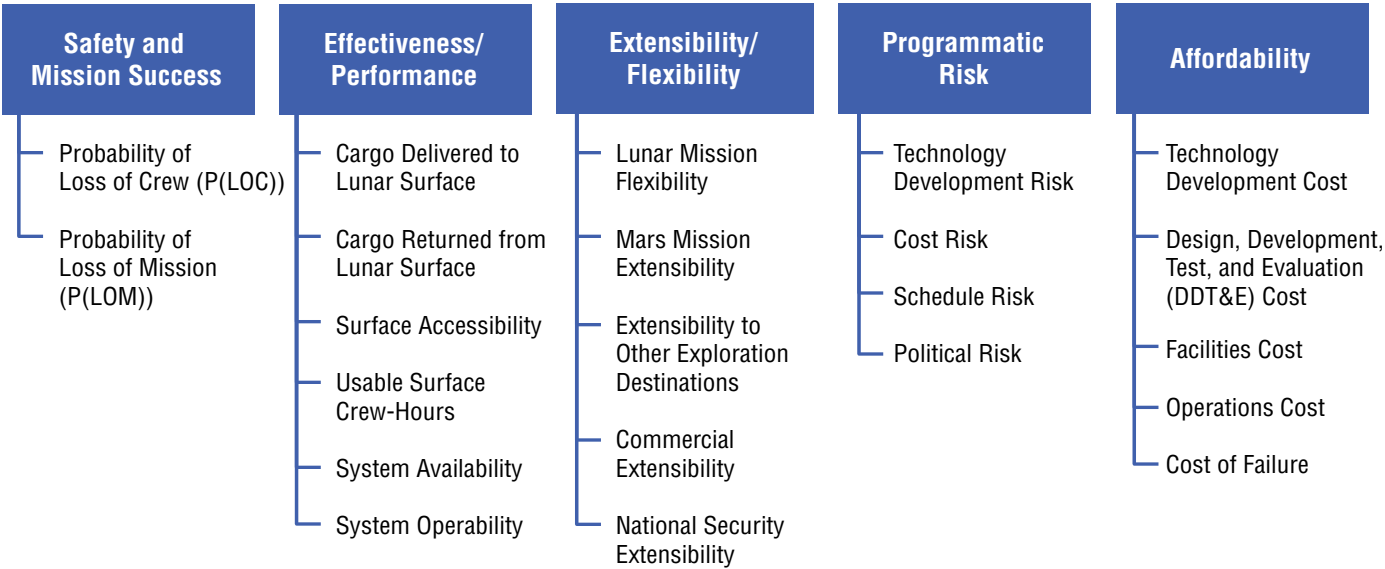 Safety and
Mission Success
Probability of
Loss of Crew (P(LOC))
Probability of
Loss of Mission
(P(LOM))
Effectiveness/
Performance
Cargo Delivered to
Lunar Surface
Cargo Returned from
Lunar Surface
Surface Accessibility
Usable Surface
Crew-Hours
System Availability
System Operability
Extensibility/
Flexibility
Lunar Mission
Flexibility
Mars Mission
Extensibility
Extensibility to
Other Exploration
Destinations
Commercial
Extensibility
National Security
Extensibility
Programmatic
Risk
Technology
Development Risk
Cost Risk
Schedule Risk
Political Risk
Affordability
Technology
Development Cost
Design, Development,
Test, and Evaluation
(DDT&E) Cost
Facilities Cost
Operations Cost
Cost of Failure